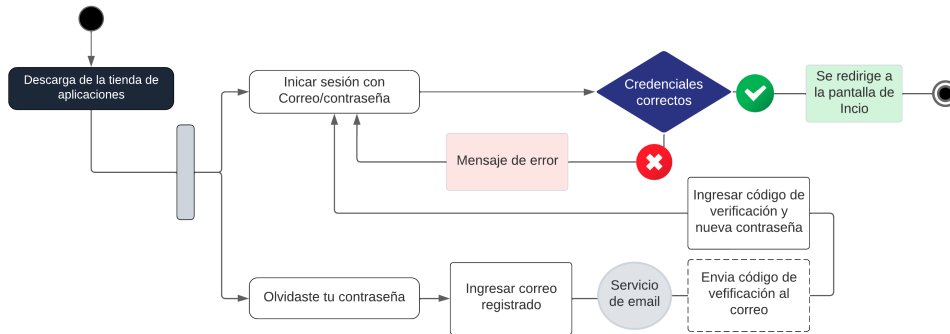 Descarga de la tienda de
aplicaciones
Inicar sesión con
Correo/contraseña
Credenciales
correctos
Se redirige a
la pantalla de
Incio
Mensaje de error
Ingresar código de
verificación y
nueva contraseña
Olvidaste tu contraseña
Ingresar correo
registrado
Servicio
de email
Envia código de
vefificación al
correo